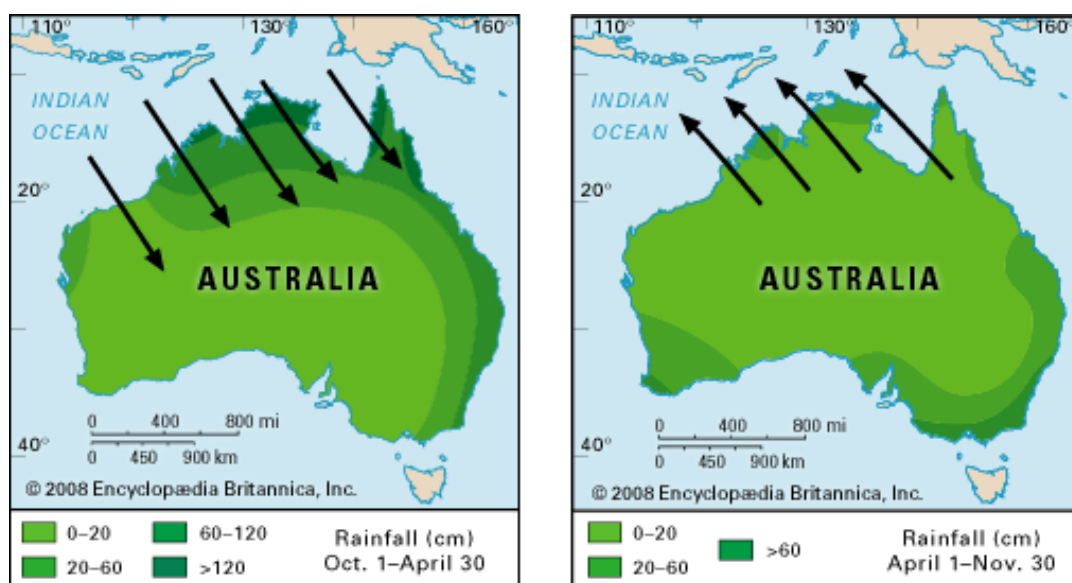 110° 130° 160°
INDIAN
OCEAN
20°
AUSTRALIA
0 400 800 mi
0 450 900 km
40°
© 2008 Encyclopædia Britannica, Inc.
0–20 60–120 Rainfall (cm)
20–60 >120 Oct. 1–April 30
110° 130° 160°
INDIAN
OCEAN
20°
AUSTRALIA
0 400 800 mi
0 450 900 km
40°
© 2008 Encyclopædia Britannica, Inc.
0–20 >60 Rainfall (cm)
20–60 April 1–Nov. 30